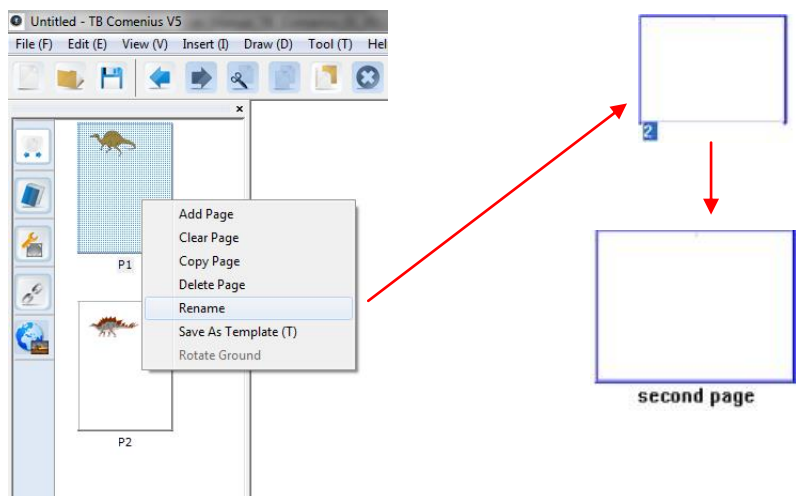 Untitled - TB Comenius V5
File (F) Edit (E) View (V) Insert (I) Draw (D) Tool (T) Hel
P1
Add Page
Clear Page
Copy Page
Delete Page
Rename
Save As Template (T)
Rotate Ground
P2
2
second page